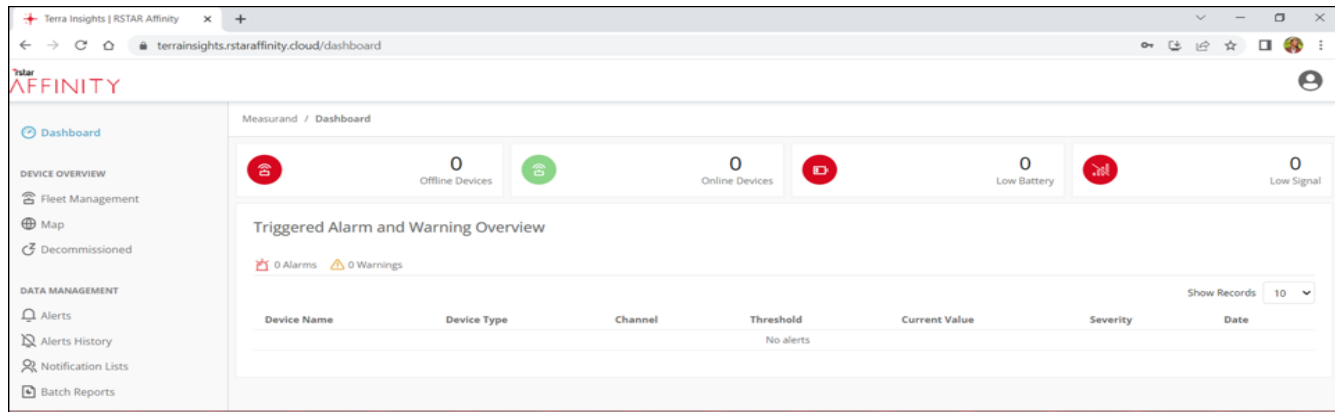 Terra Insights | RSTAR Affinity
terrainsights.rstaraffinity.cloud/dashboard
rstar
AFFINITY
Dashboard
DEVICE OVERVIEW
Fleet Management
Map
Decommissioned
DATA MANAGEMENT
Alerts
Alerts History
Notification Lists
Batch Reports
Measurand / Dashboard
0
Offline Devices
0
Online Devices
0
Low Battery
0
Low Signal
Triggered Alarm and Warning Overview
0 Alarms 0 Warnings
Show Records 10
Device Name Device Type Channel Threshold Current Value Severity Date
No alerts